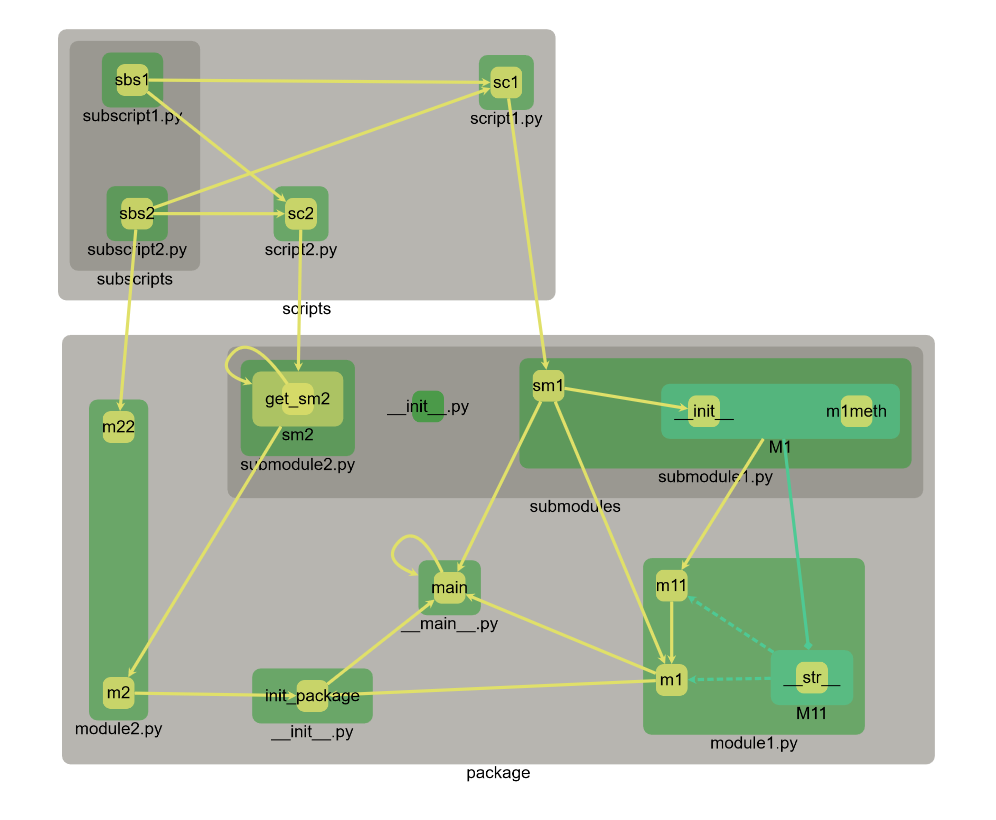 sbs1
subscript1.py
sc1
script1.py
sbs2
subscript2.py
subscripts
sc2
script2.py
scripts
get_sm2
sm2
submodule2.py
__init__.py
sm1
__init__
m1meth
M1
submodule1.py
submodules
m22
m2
module2.py
main
__main__.py
init_package
__init__.py
m11
m1
__str__
M11
module1.py
package